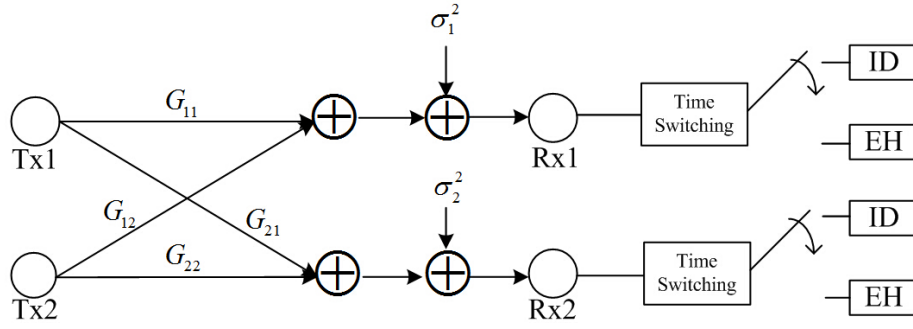 σ₁²
G₁₁
Time
Switching
ID
Tx1
Rx1
EH
G₁₂
G₂₁
σ₂²
G₂₂
Time
Switching
ID
Tx2
Rx2
EH